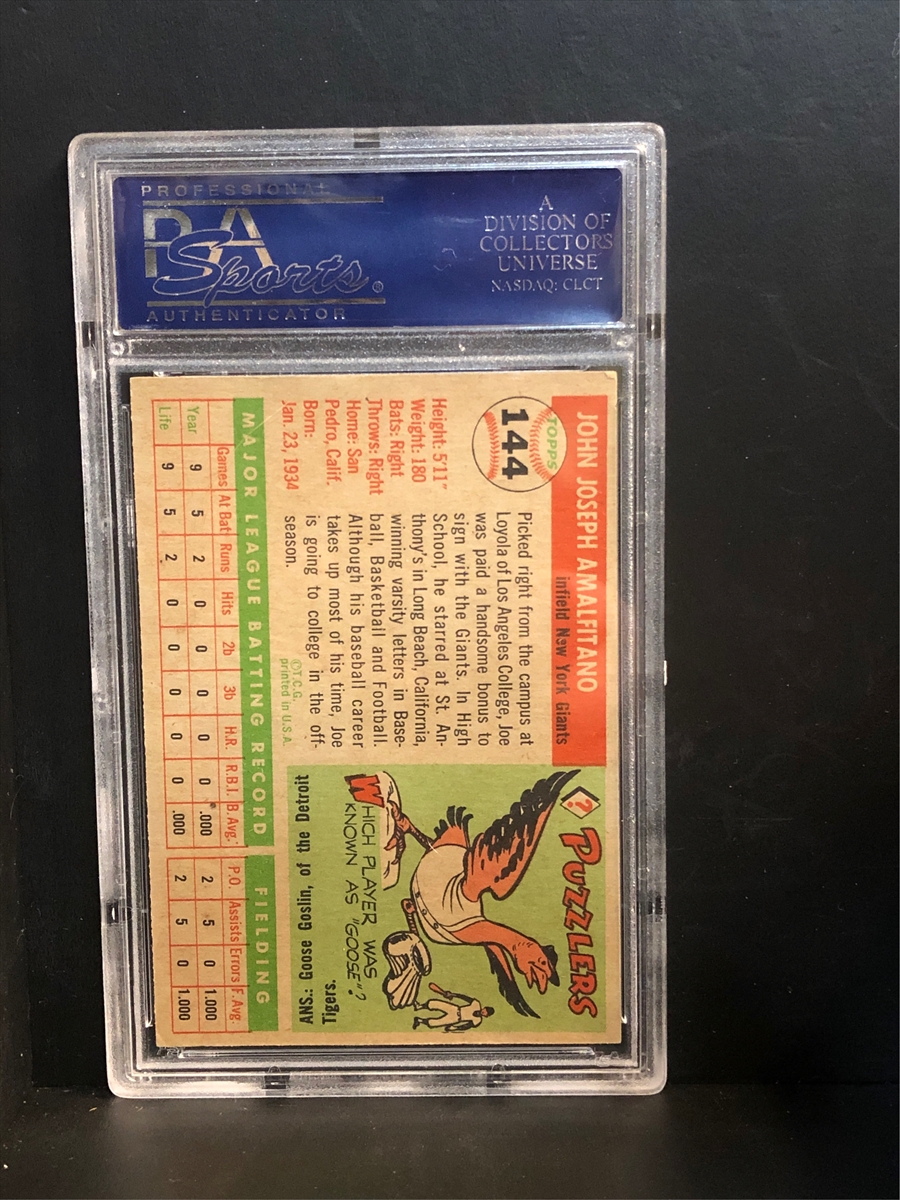 PROFESSIONAL
PSA
Sports®
AUTHENTICATOR
A
DIVISION OF
COLLECTORS
UNIVERSE
NASDAQ: CLCT
TOPPS
144
JOHN JOSEPH AMALFITANO
infield New York Giants
Height: 5'11"
Weight: 180
Bats: Right
Throws: Right
Home: San
Pedro, Calif.
Born:
Jan. 23, 1934
Picked right from the campus at
Loyola of Los Angeles College, Joe
was paid a handsome bonus to
sign with the Giants. In High
School, he starred at St. An-
thony's in Long Beach, California,
winning varsity letters in Base-
ball, Basketball and Football.
Although his baseball career
takes up most of his time, Joe
is going to college in the off-
season.
©T.C.G.
printed in U.S.A.
? PUZZLERS
WHICH PLAYER WAS
KNOWN AS "GOOSE"?
ANS.: Goose Goslin, of the Detroit
Tigers.
MAJOR LEAGUE BATTING RECORD FIELDING
Games At Bat Runs Hits 2b 3b H.R. R.B.I. B.Avg. P.O. Assists Errors F. Avg.
Year 9 5 2 0 0 0 0 0 .000 2 5 0 1.000
Life 9 5 2 0 0 0 0 0 .000 2 5 0 1.000